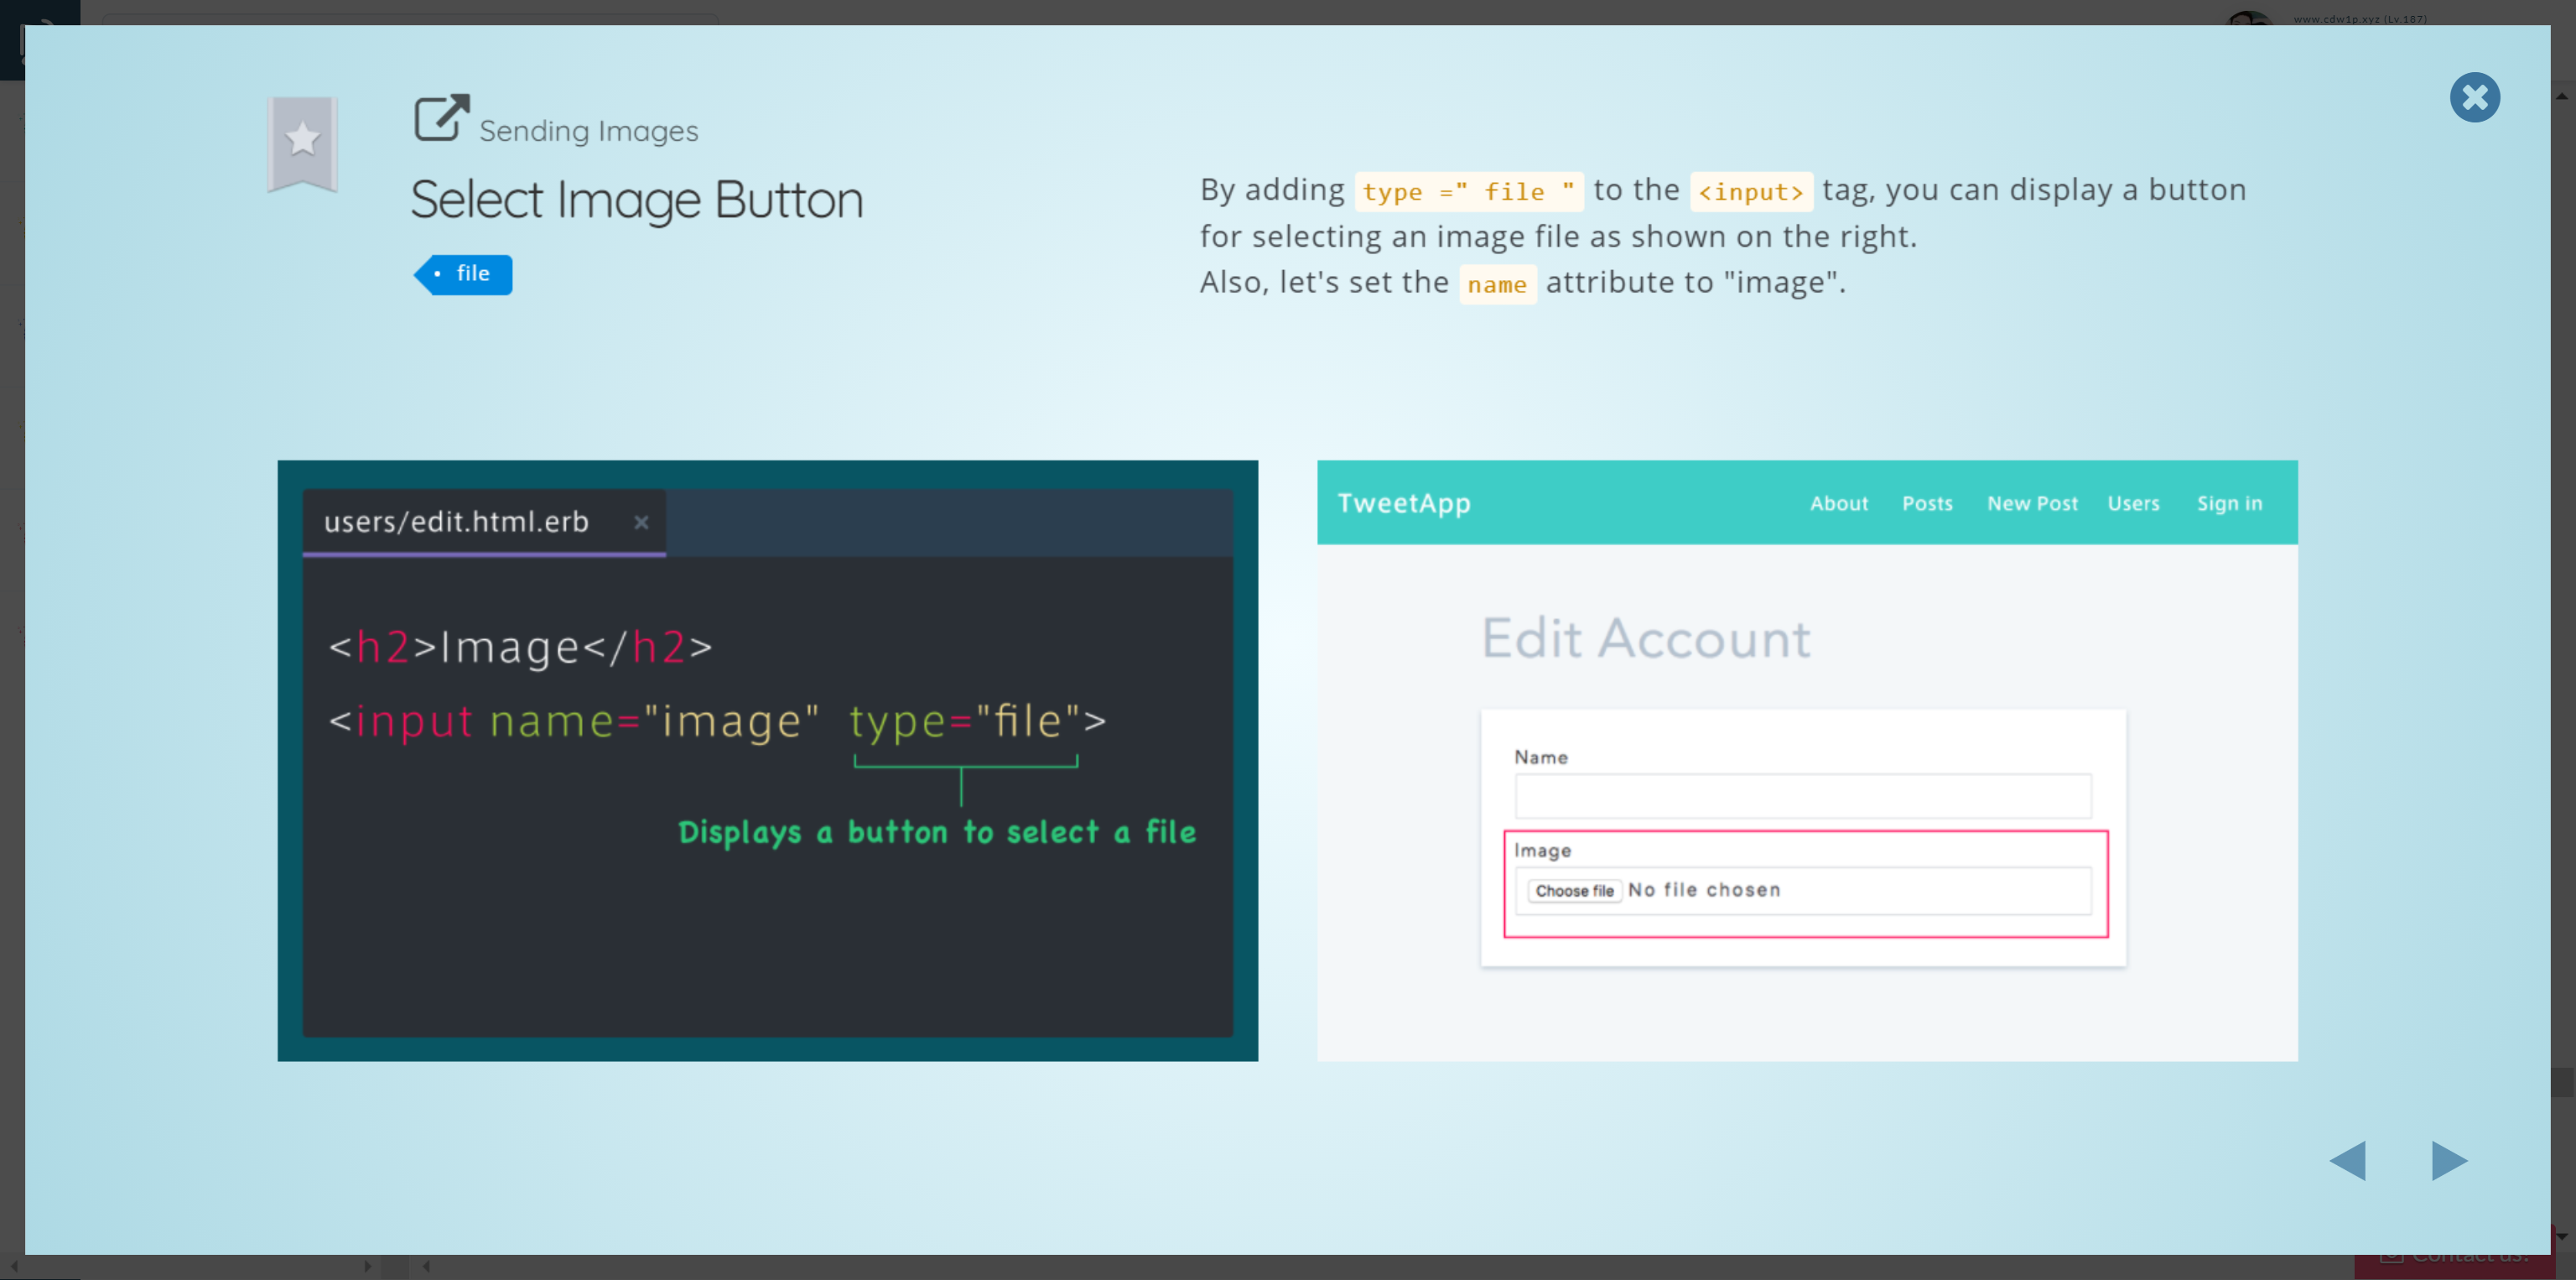 www.cdw1p.xyz (Lv.187)
Sending Images
Select Image Button
file
By adding type =" file " to the <input> tag, you can display a button
for selecting an image file as shown on the right.
Also, let's set the name attribute to "image".
users/edit.html.erb
<h2>Image</h2>
<input name="image" type="file">
Displays a button to select a file
TweetApp
About Posts New Post Users Sign in
Edit Account
Name
Image
Choose file No file chosen
Contact us!